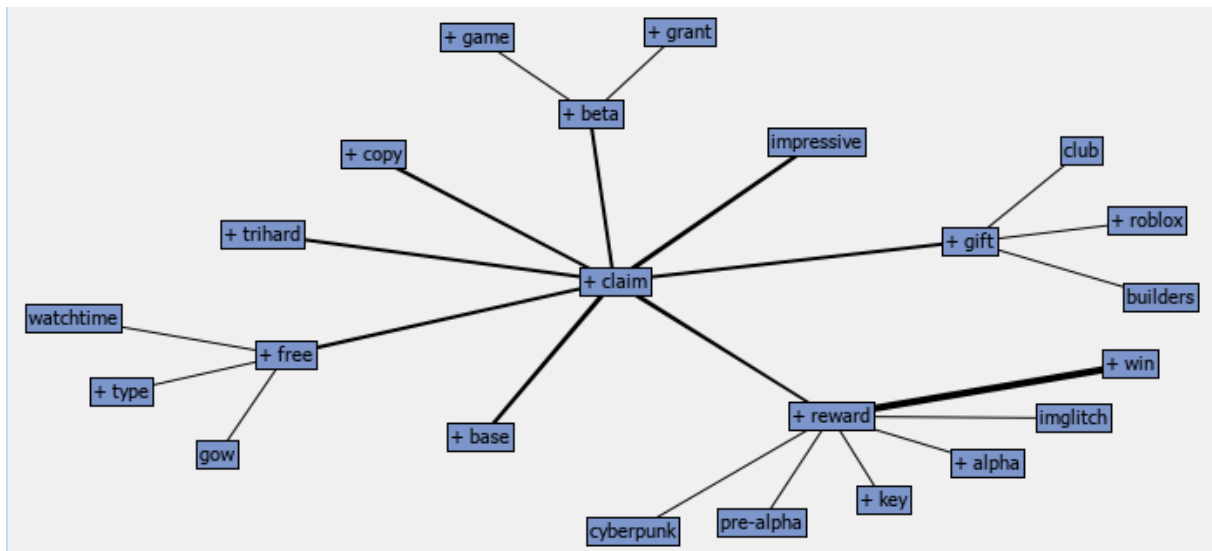 + game
+ grant
+ beta
+ copy
impressive
club
+ trihard
+ roblox
+ gift
+ claim
builders
watchtime
+ free
+ win
+ type
+ reward
imglitch
gow
+ base
+ alpha
+ key
cyberpunk
pre-alpha